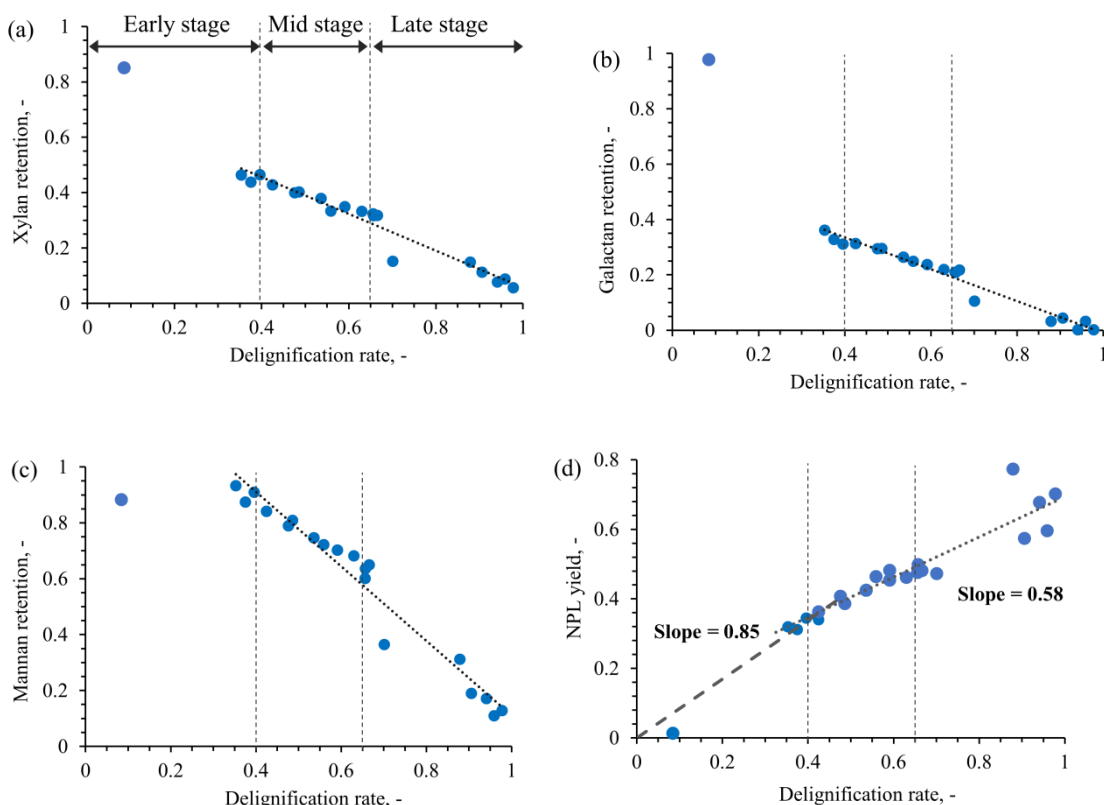 (a)
Early stage Mid stage Late stage
1
0.8
0.6
0.4
0.2
0
Xylan retention, -
0 0.2 0.4 0.6 0.8 1
Delignification rate, -
(b)
1
0.8
0.6
0.4
0.2
0
Galactan retention, -
0 0.2 0.4 0.6 0.8 1
Delignification rate, -
(c)
1
0.8
0.6
0.4
0.2
0
Mannan retention, -
0 0.2 0.4 0.6 0.8 1
Delignification rate, -
(d)
0.8
0.6
0.4
0.2
0
NPL yield, -
Slope = 0.85
Slope = 0.58
0 0.2 0.4 0.6 0.8 1
Delignification rate, -